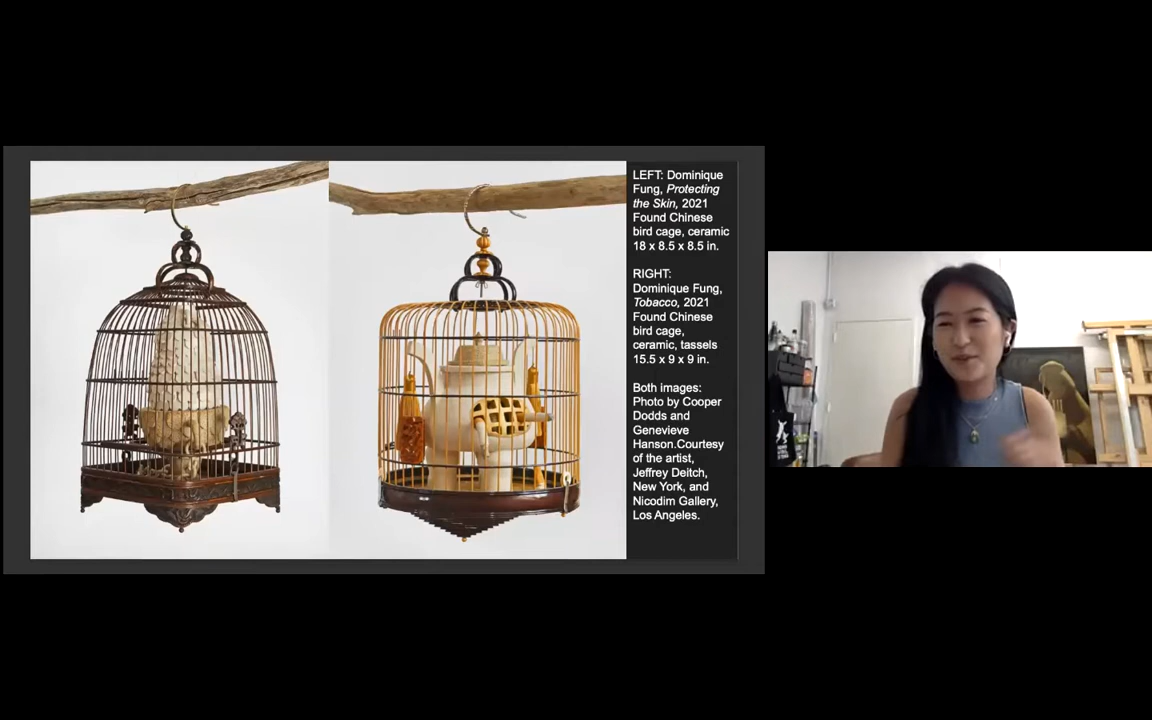 LEFT: Dominique
Fung, Protecting
the Skin, 2021
Found Chinese
bird cage, ceramic
18 x 8.5 x 8.5 in.
RIGHT:
Dominique Fung,
Tobacco, 2021
Found Chinese
bird cage,
ceramic, tassels
15.5 x 9 x 9 in.
Both images:
Photo by Cooper
Dodds and
Genevieve
Hanson.Courtesy
of the artist,
Jeffrey Deitch,
New York, and
Nicodim Gallery,
Los Angeles.